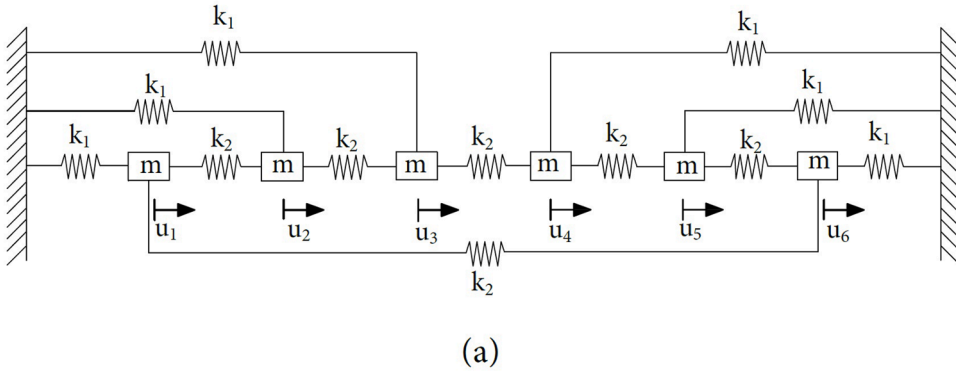 k₁ k₁
k₁ k₁
k₁ k₂ k₂ k₂ k₂ k₂ k₁
m m m m m m
u₁ u₂ u₃ u₄ u₅ u₆
k₂
(a)